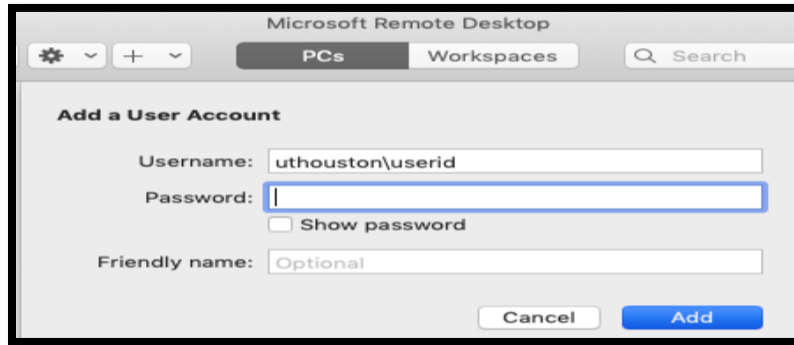 Microsoft Remote Desktop
PCs Workspaces Search
Add a User Account
Username: uthouston\userid
Password:
Show password
Friendly name: Optional
Cancel Add